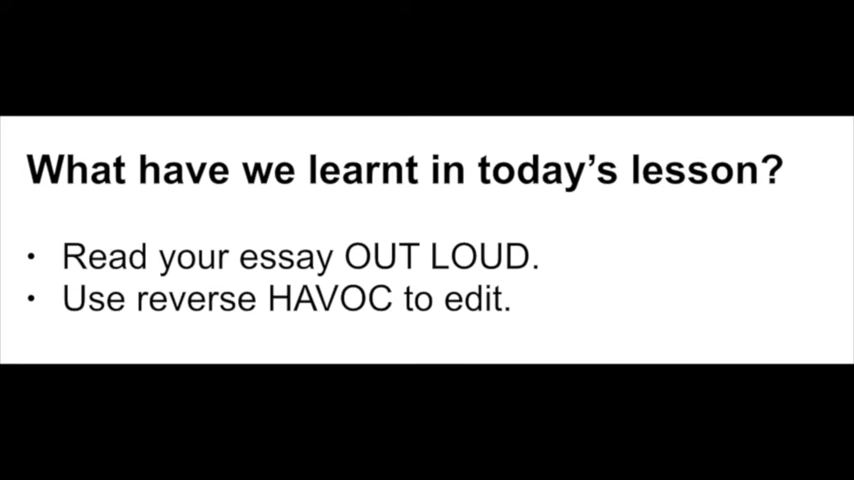 What have we learnt in today’s lesson?
• Read your essay OUT LOUD.
• Use reverse HAVOC to edit.